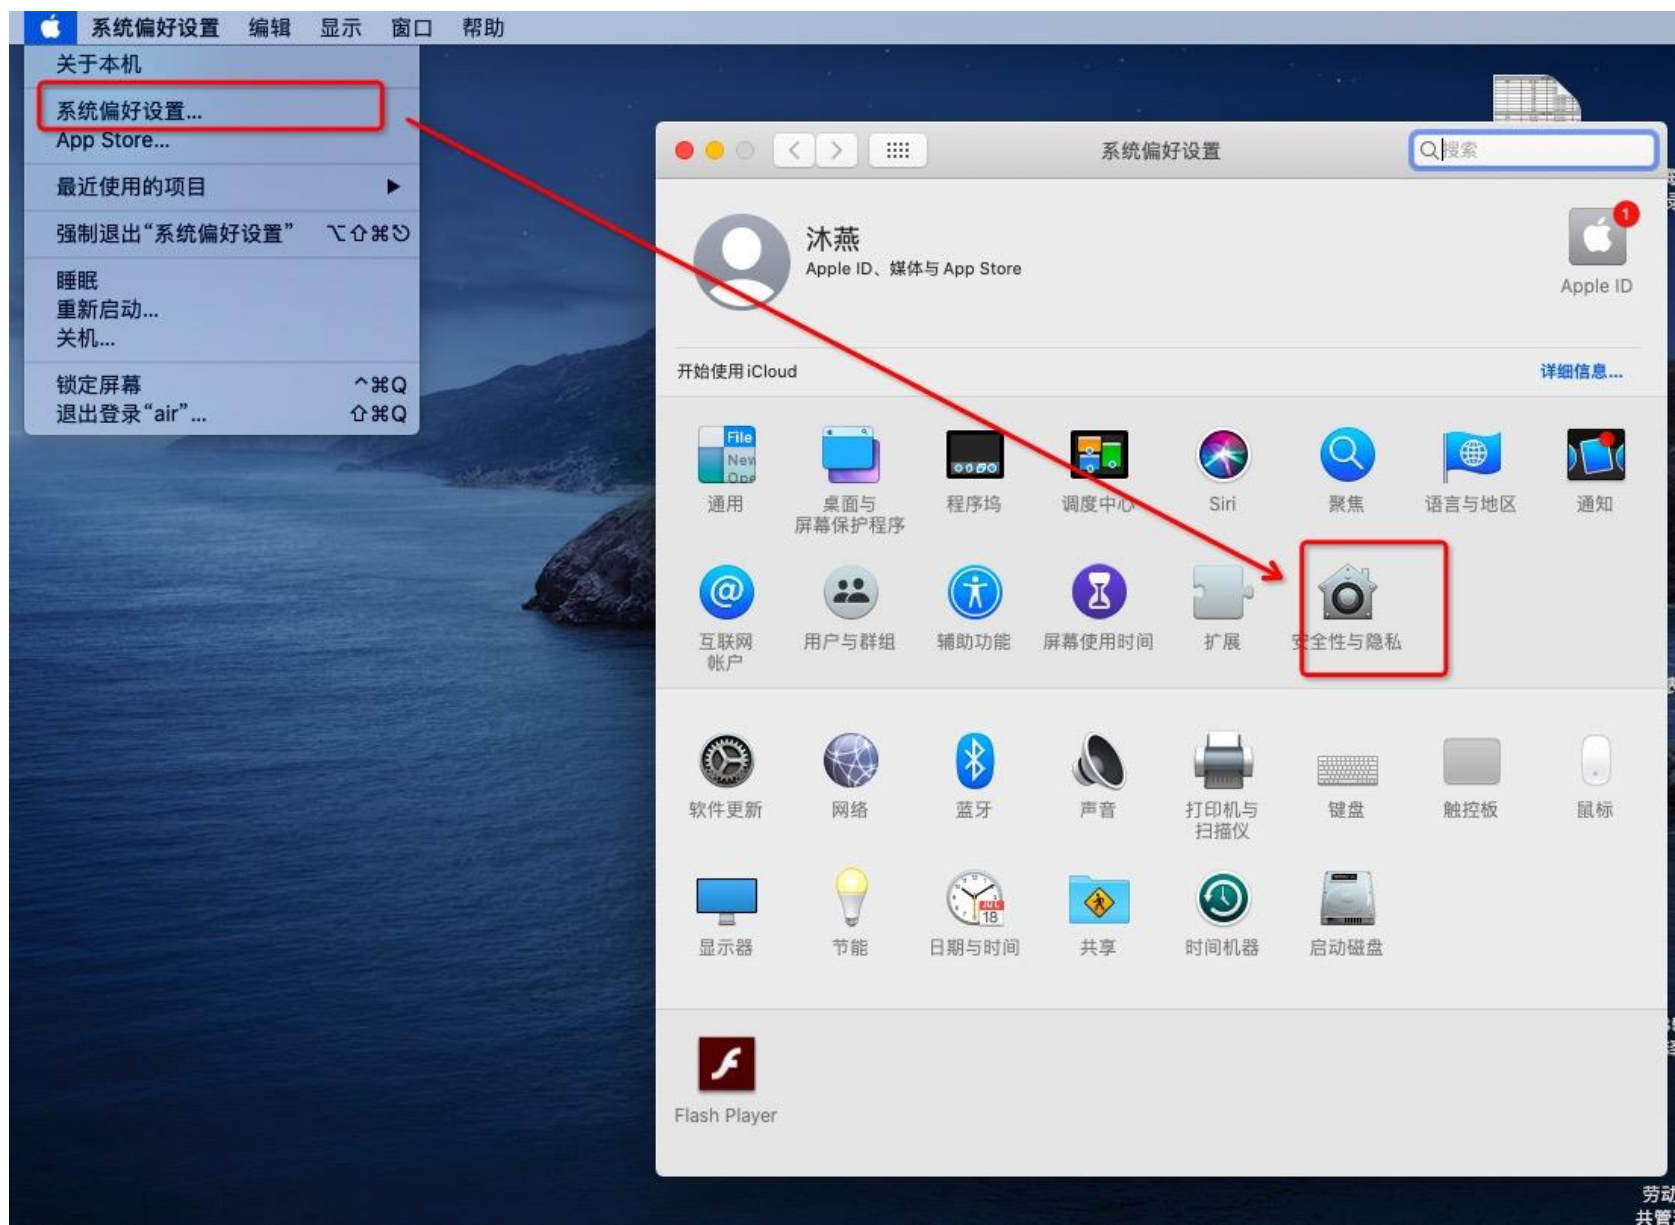 系统偏好设置 编辑 显示 窗口 帮助
关于本机
系统偏好设置...
App Store...
最近使用的项目
强制退出“系统偏好设置” ⌥⇧⌘⎋
睡眠
重新启动...
关机...
锁定屏幕 ^⌘Q
退出登录“air”... ⇧⌘Q
系统偏好设置
搜索
沐燕
Apple ID、媒体与 App Store
1
Apple ID
开始使用 iCloud
详细信息...
File
New
Ope
通用
桌面与
屏幕保护程序
程序坞
调度中心
Siri
聚焦
语言与地区
通知
互联网
帐户
用户与群组
辅助功能
屏幕使用时间
扩展
安全性与隐私
软件更新
网络
蓝牙
声音
打印机与
扫描仪
键盘
触控板
鼠标
显示器
节能
JUL
18
日期与时间
共享
时间机器
启动磁盘
Flash Player
劳动
共管